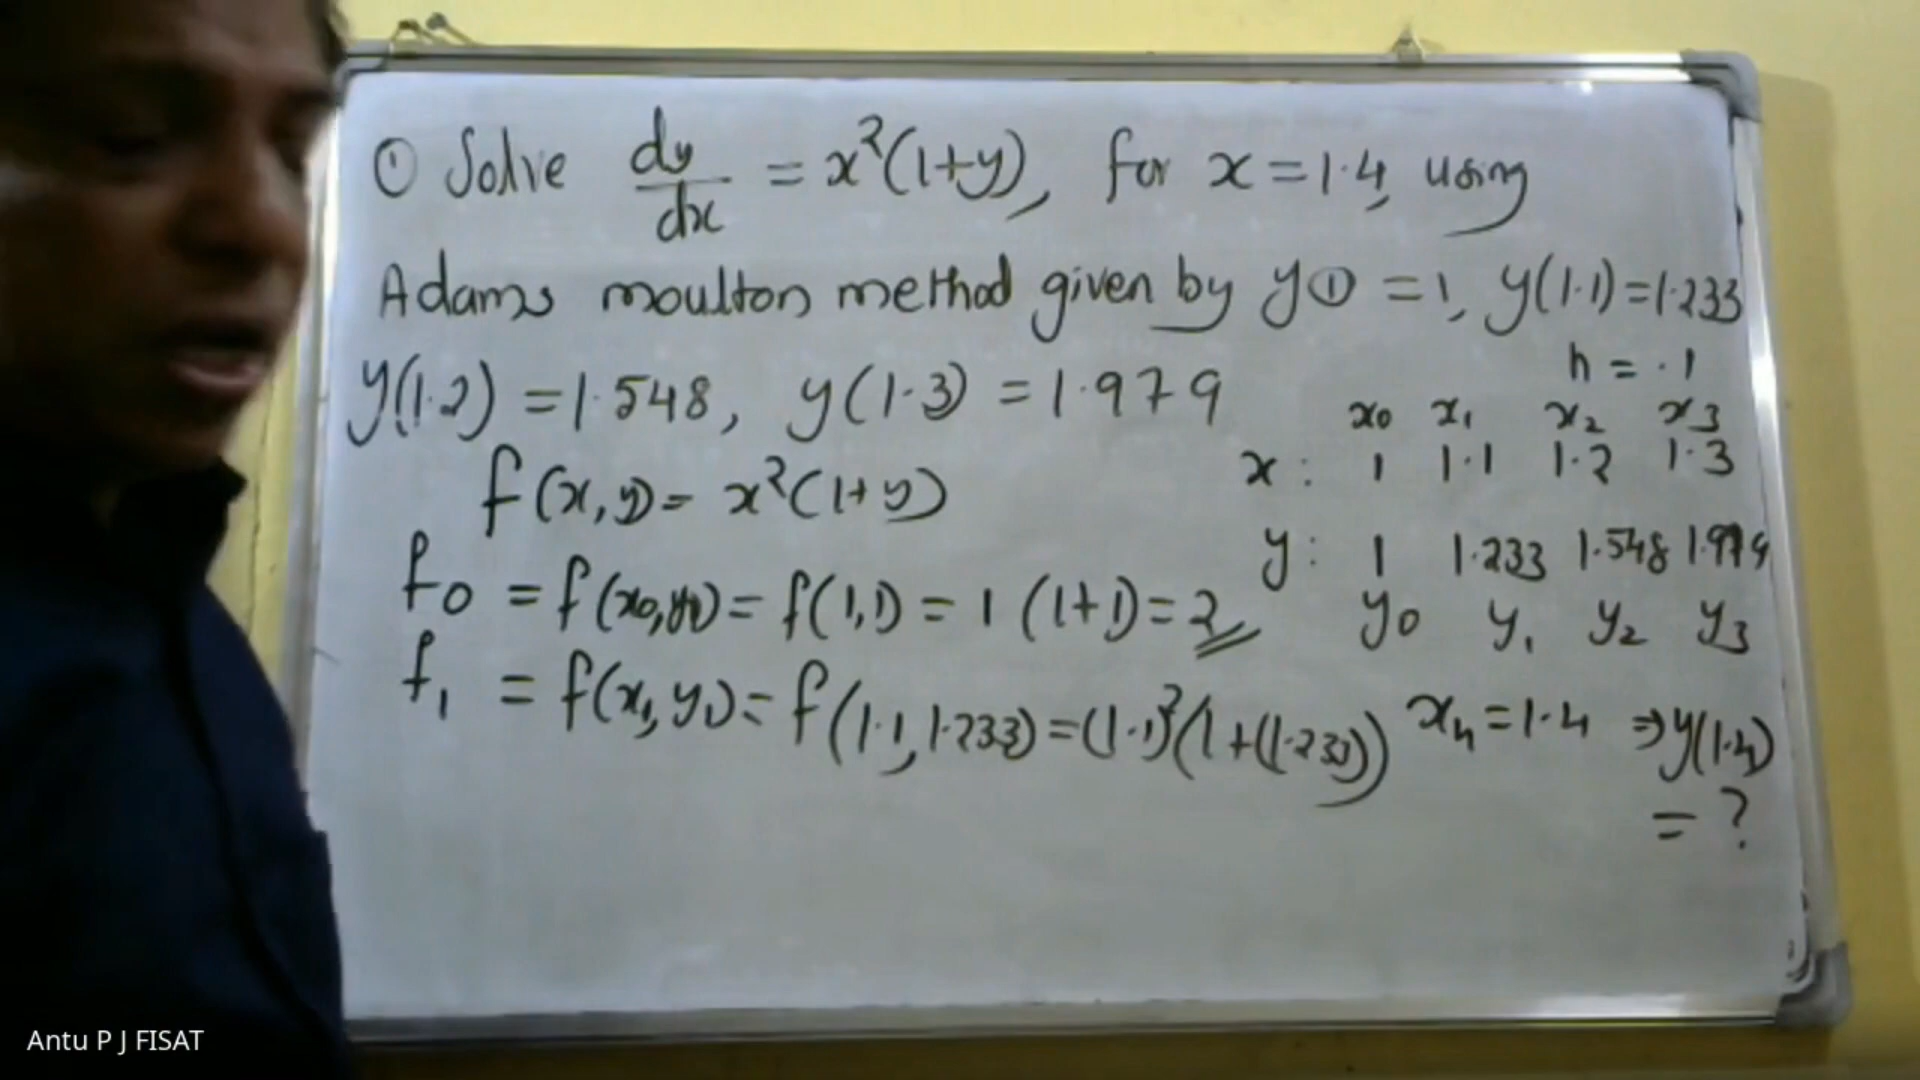 ① Solve dy/dx = x²(1+y), for x = 1.4, using
Adams moulton method given by y① = 1, y(1.1) = 1.233
y(1.2) = 1.548, y(1.3) = 1.979
h = .1
x0 x1 x2 x3
x : 1 1.1 1.2 1.3
y : 1 1.233 1.548 1.979
y0 y1 y2 y3
f(x,y) = x²(1+y)
f0 = f(x0,y0) = f(1,1) = 1(1+1) = 2
f1 = f(x1,y1) = f(1.1,1.233) = (1.1)²(1+(1.233))
x4 = 1.4 ⇒ y(1.4)
= ?
Antu P J FISAT